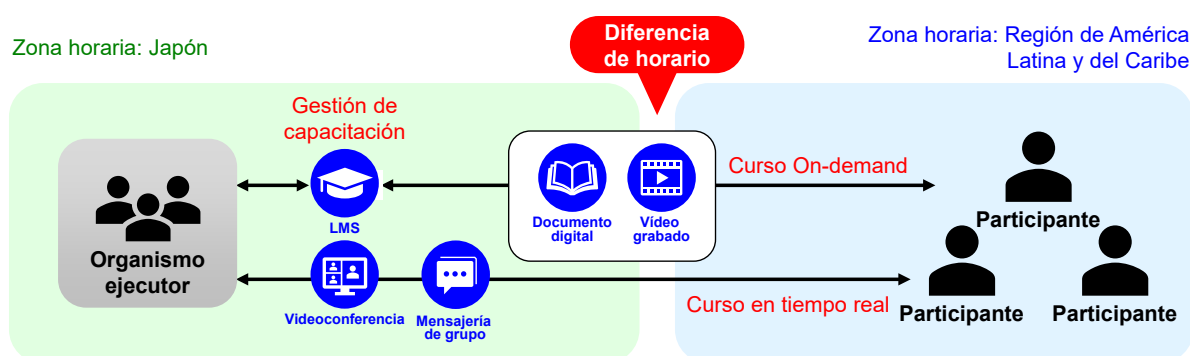 Zona horaria: Japón
Diferencia
de horario
Zona horaria: Región de América
Latina y del Caribe
Gestión de
capacitación
LMS
Organismo
ejecutor
Documento
digital
Vídeo
grabado
Curso On-demand
Participante
Videoconferencia
Mensajería
de grupo
Curso en tiempo real
Participante
Participante